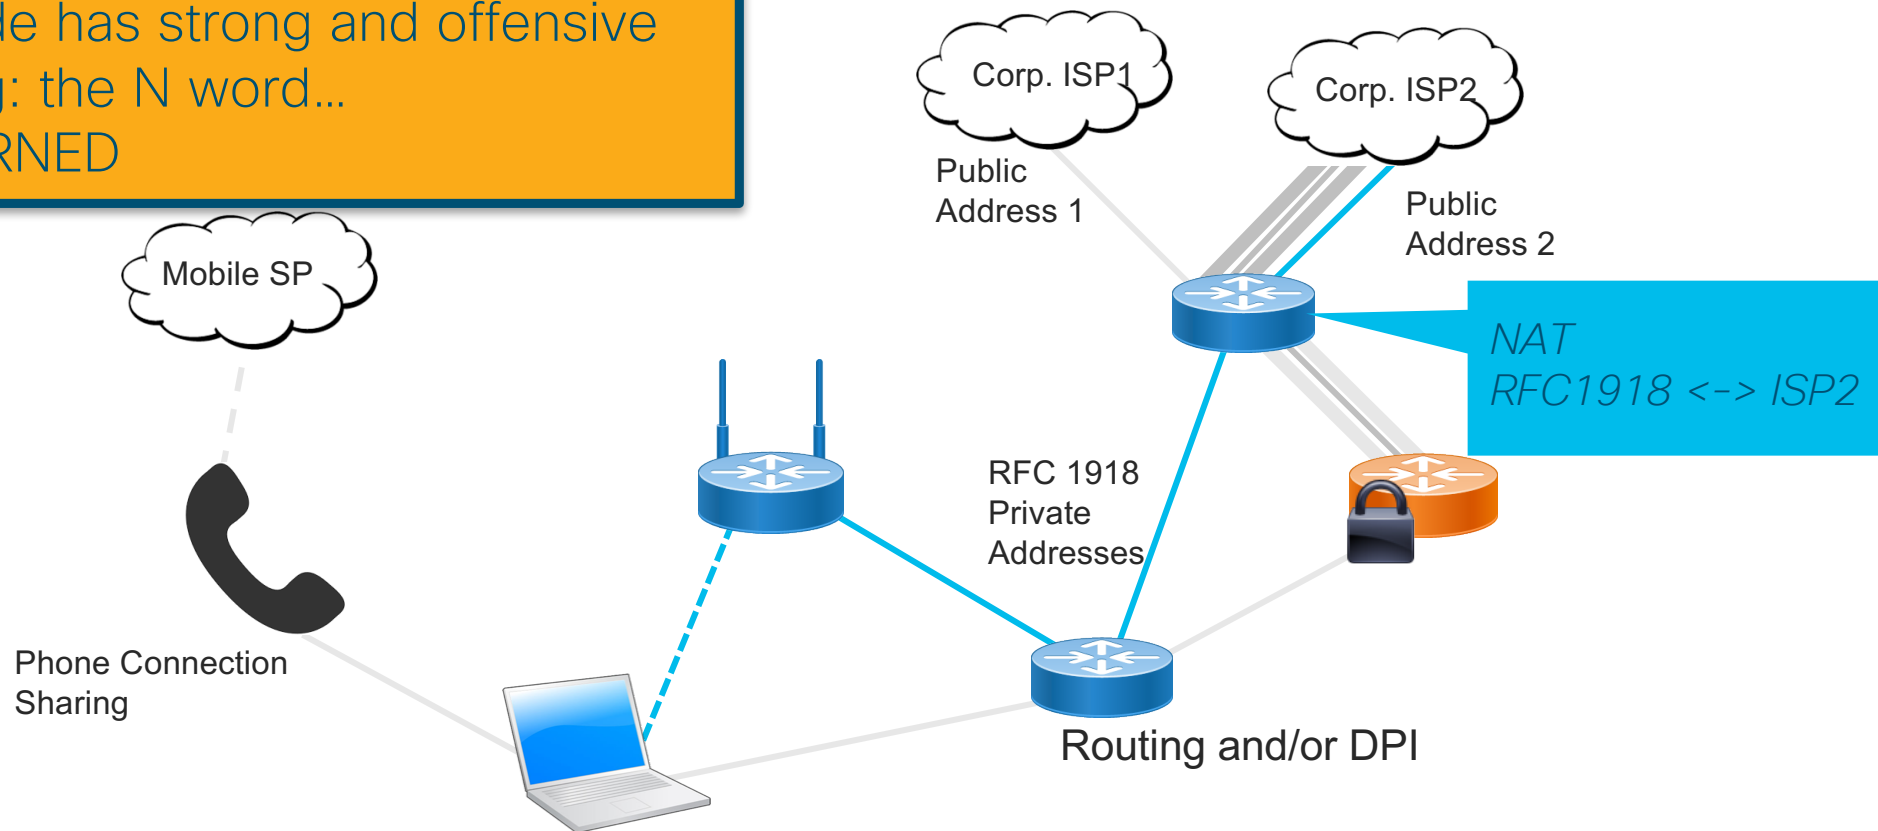 de has strong and offensive
g: the N word...
RNED
Corp. ISP1
Corp. ISP2
Public
Address 1
Public
Address 2
Mobile SP
NAT
RFC1918 <-> ISP2
RFC 1918
Private
Addresses
Phone Connection
Sharing
Routing and/or DPI